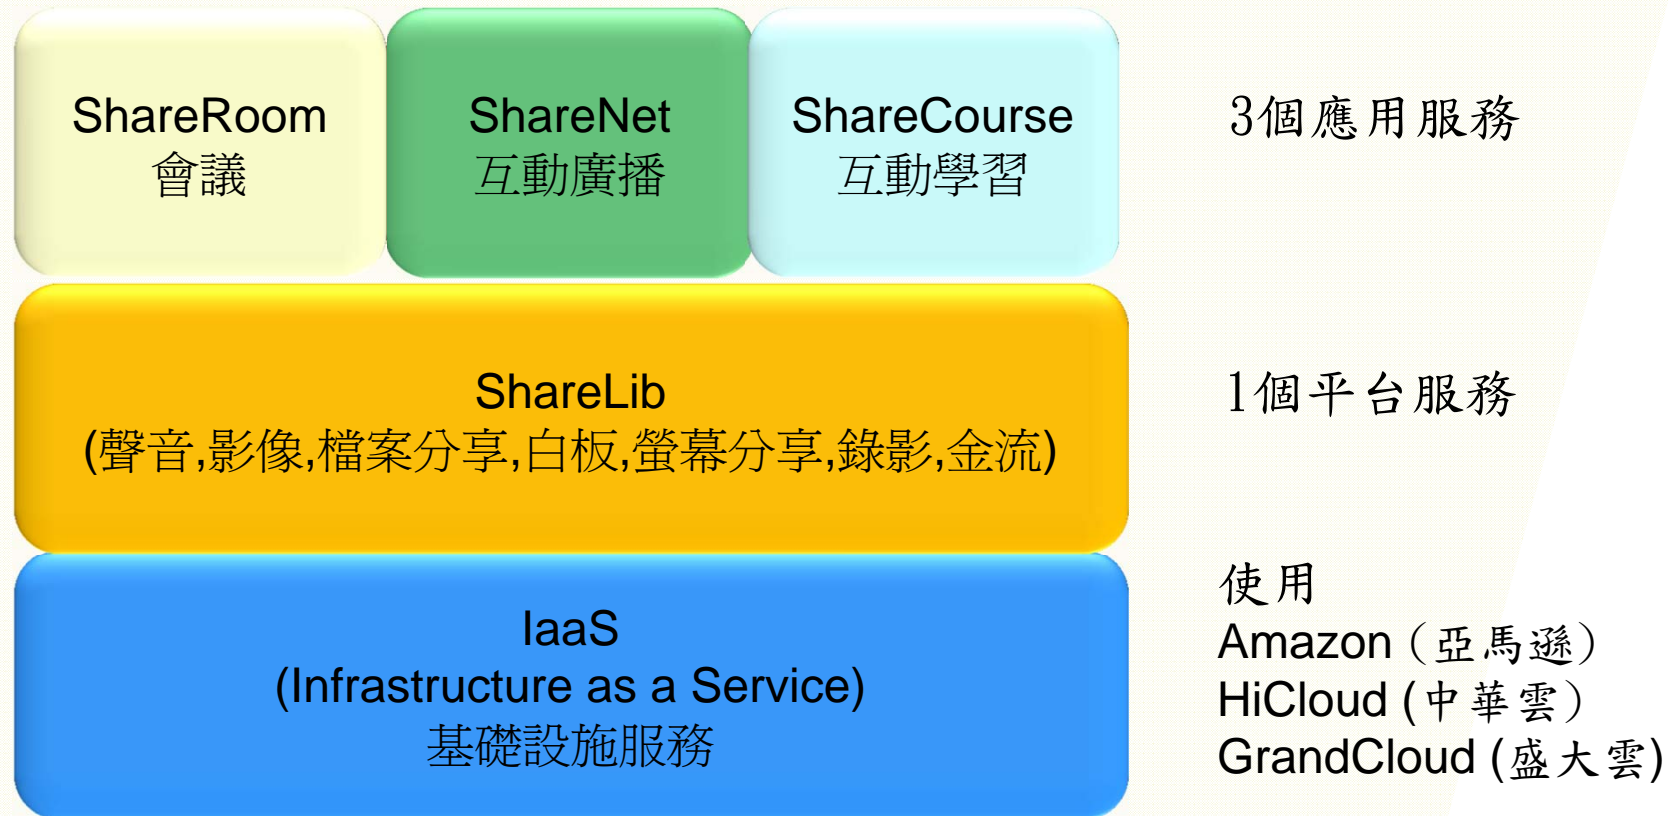 ShareRoom
會議
ShareNet
互動廣播
ShareCourse
互動學習
3個應用服務
ShareLib
(聲音,影像,檔案分享,白板,螢幕分享,錄影,金流)
1個平台服務
IaaS
(Infrastructure as a Service)
基礎設施服務
使用
Amazon（亞馬遜）
HiCloud (中華雲）
GrandCloud (盛大雲)